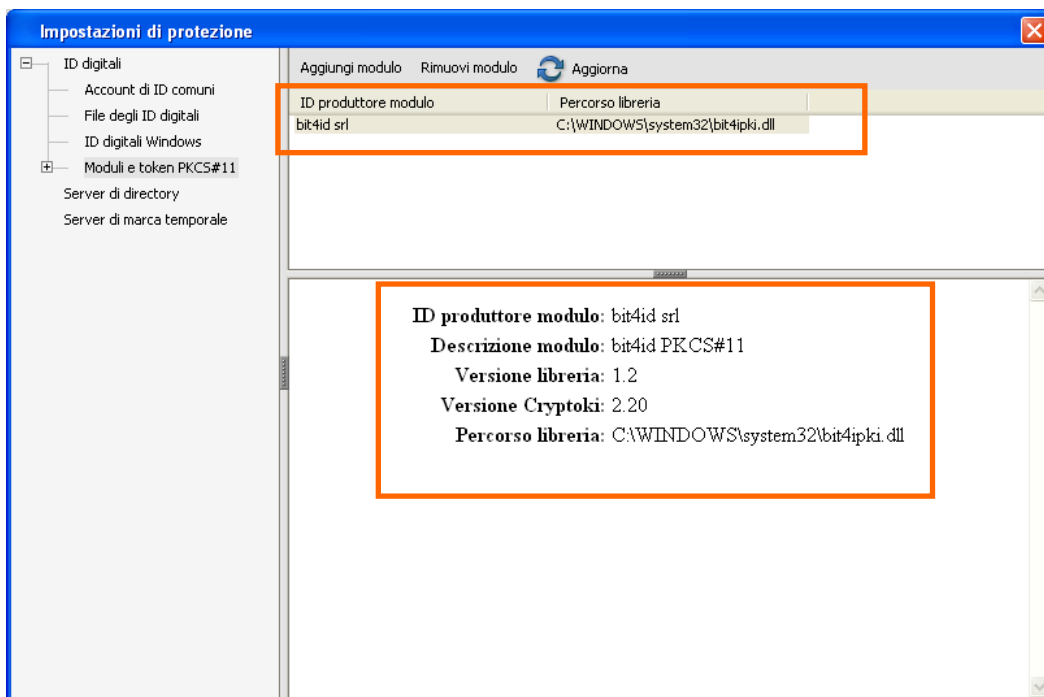 Impostazioni di protezione
ID digitali
Account di ID comuni
File degli ID digitali
ID digitali Windows
Moduli e token PKCS#11
Server di directory
Server di marca temporale
Aggiungi modulo Rimuovi modulo Aggiorna
ID produttore modulo Percorso libreria
bit4id srl C:\WINDOWS\system32\bit4ipki.dll
ID produttore modulo: bit4id srl
Descrizione modulo: bit4id PKCS#11
Versione libreria: 1.2
Versione Cryptoki: 2.20
Percorso libreria: C:\WINDOWS\system32\bit4ipki.dll